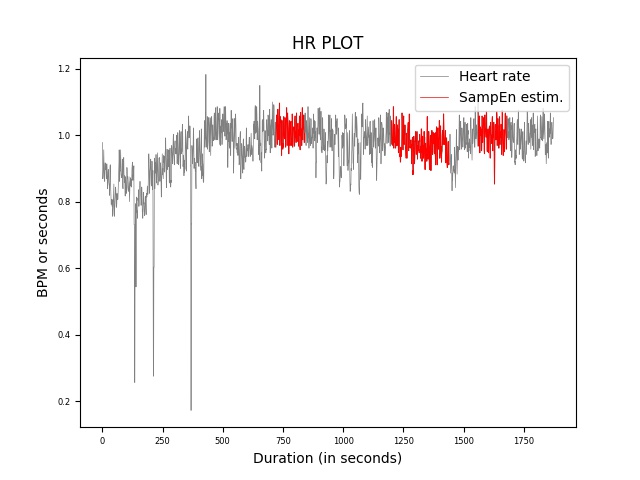 HR PLOT
Heart rate
SampEn estim.
BPM or seconds
1.2
1.0
0.8
0.6
0.4
0.2
0 250 500 750 1000 1250 1500 1750
Duration (in seconds)